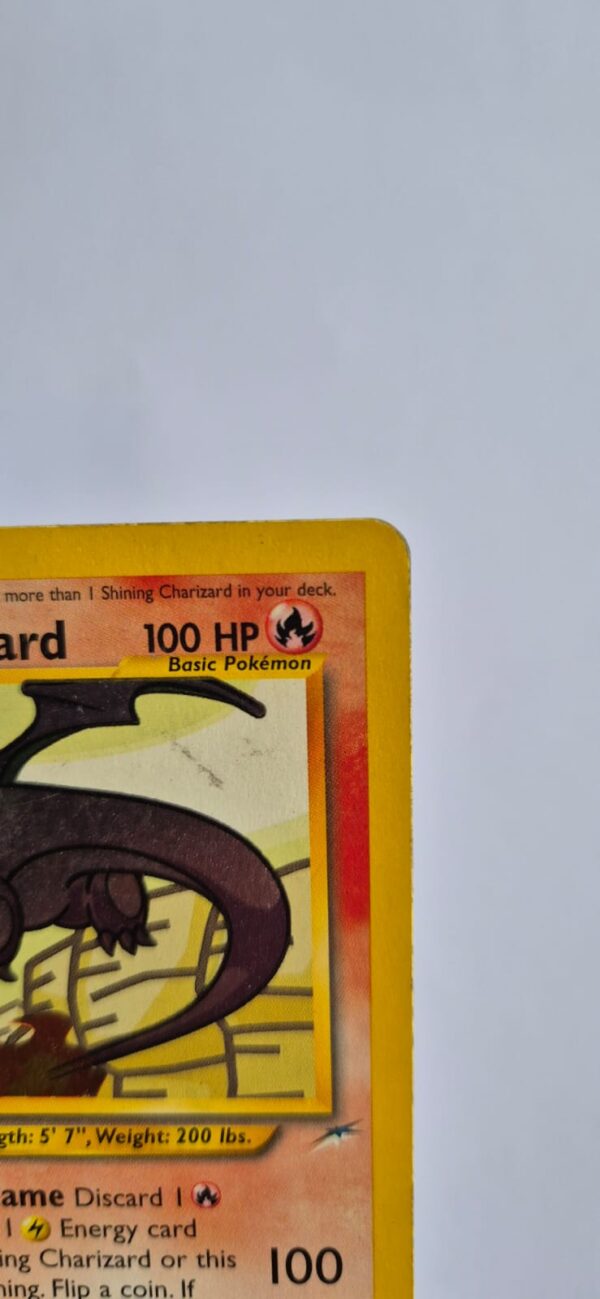 more than 1 Shining Charizard in your deck.
ard 100 HP
Basic Pokémon
gth: 5' 7", Weight: 200 lbs.
ame Discard 1
1 Energy card
ing Charizard or this 100
ning. Flip a coin. If